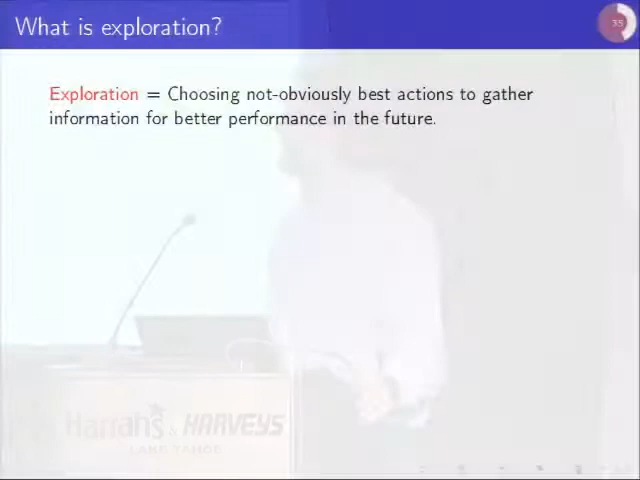 What is exploration?
35
Exploration = Choosing not-obviously best actions to gather
information for better performance in the future.
Harrah's & HARVEYS
LAKE TAHOE